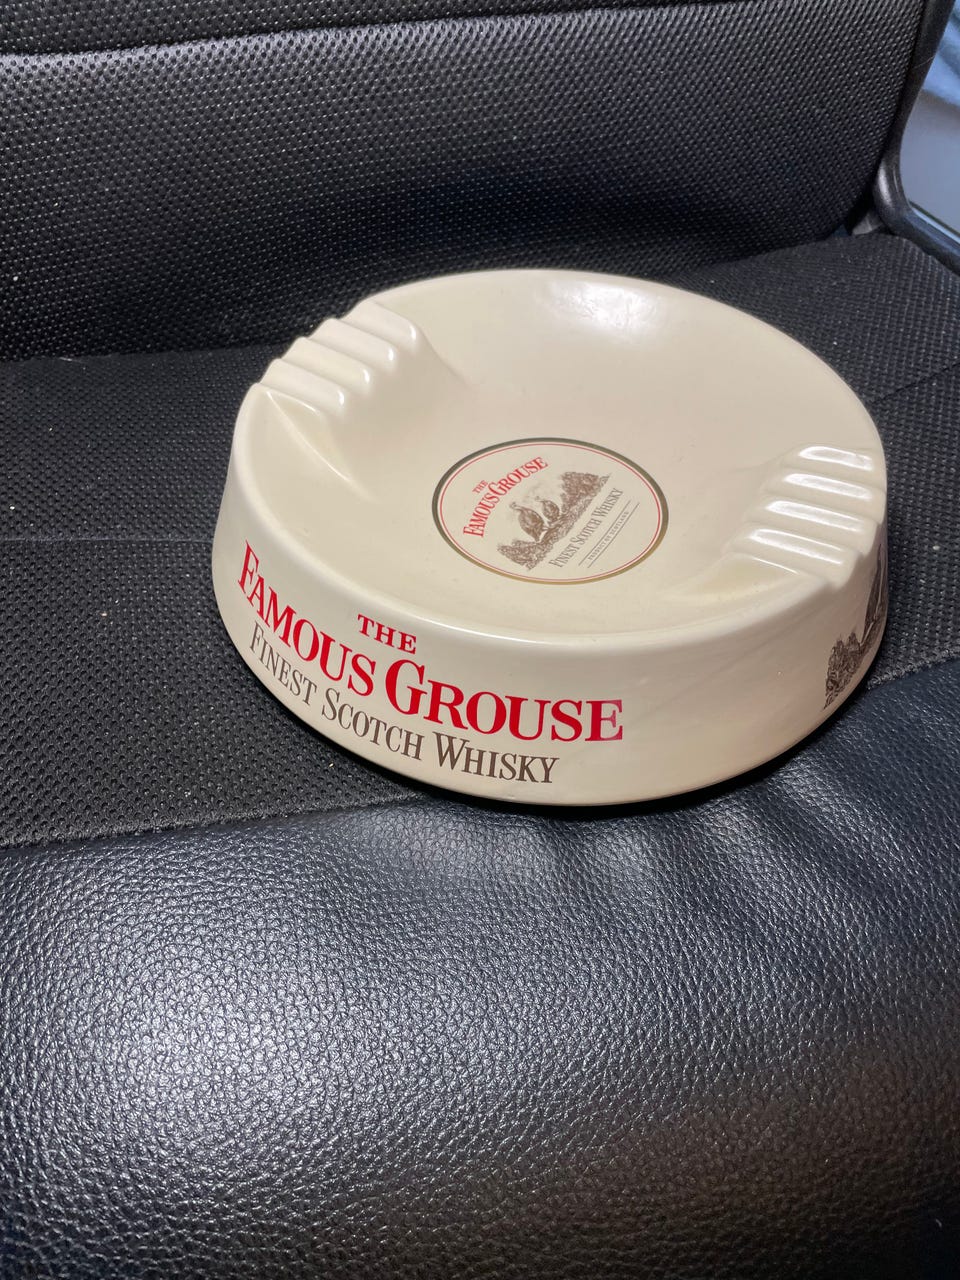 THE
FAMOUS GROUSE
FINEST SCOTCH WHISKY
THE
FAMOUS GROUSE
FINEST SCOTCH WHISKY